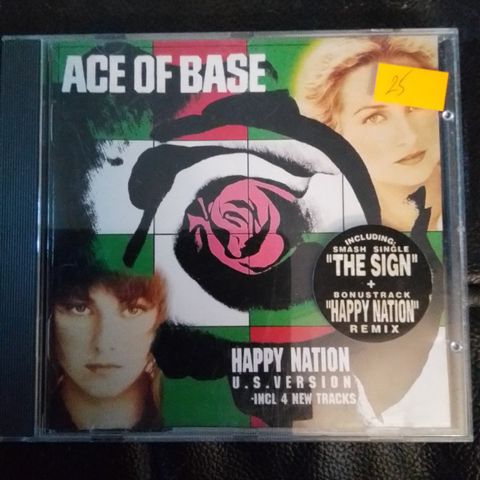 ACE OF BASE
25
INCLUDING:
SMASH SINGLE
"THE SIGN"
+
BONUSTRACK
"HAPPY NATION"
REMIX
HAPPY NATION
U.S.VERSION
-INCL 4 NEW TRACKS